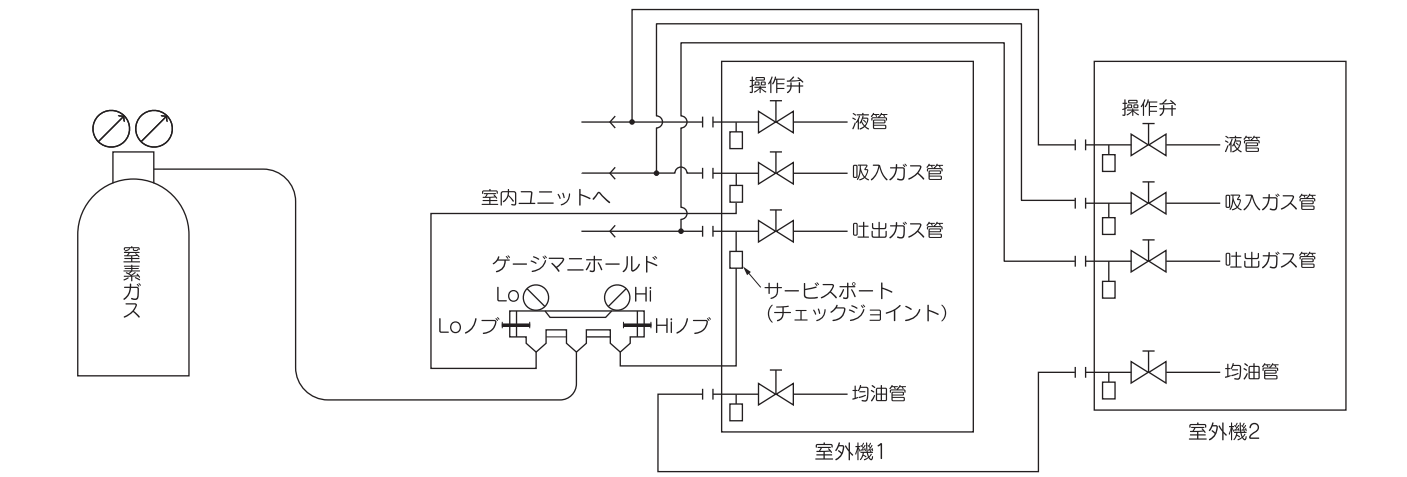 操作弁
液管
吸入ガス管
吐出ガス管
室内ユニットへ
窒素ガス
ゲージマニホールド
Lo
Hi
Loノブ
Hiノブ
サービスポート
(チェックジョイント)
均油管
室外機1
操作弁
液管
吸入ガス管
吐出ガス管
均油管
室外機2